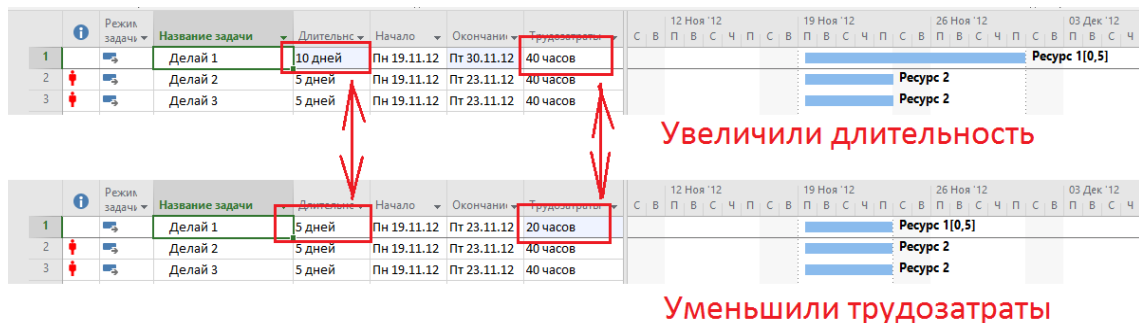 12 Ноя '12 19 Ноя '12 26 Ноя '12 03 Дек '12
Режим задачи Название задачи Длительнс Начало Окончани Трудозатраты С В П В С Ч П С В П В С Ч П С В П В С Ч П С В П В С Ч
1 Делай 1 10 дней Пн 19.11.12 Пт 30.11.12 40 часов Ресурс 1[0,5]
2 Делай 2 5 дней Пн 19.11.12 Пт 23.11.12 40 часов Ресурс 2
3 Делай 3 5 дней Пн 19.11.12 Пт 23.11.12 40 часов Ресурс 2
Увеличили длительность
12 Ноя '12 19 Ноя '12 26 Ноя '12 03 Дек '12
Режим задачи Название задачи Длительнс Начало Окончани Трудозатраты С В П В С Ч П С В П В С Ч П С В П В С Ч П С В П В С Ч
1 Делай 1 5 дней Пн 19.11.12 Пт 23.11.12 20 часов Ресурс 1[0,5]
2 Делай 2 5 дней Пн 19.11.12 Пт 23.11.12 40 часов Ресурс 2
3 Делай 3 5 дней Пн 19.11.12 Пт 23.11.12 40 часов Ресурс 2
Уменьшили трудозатраты